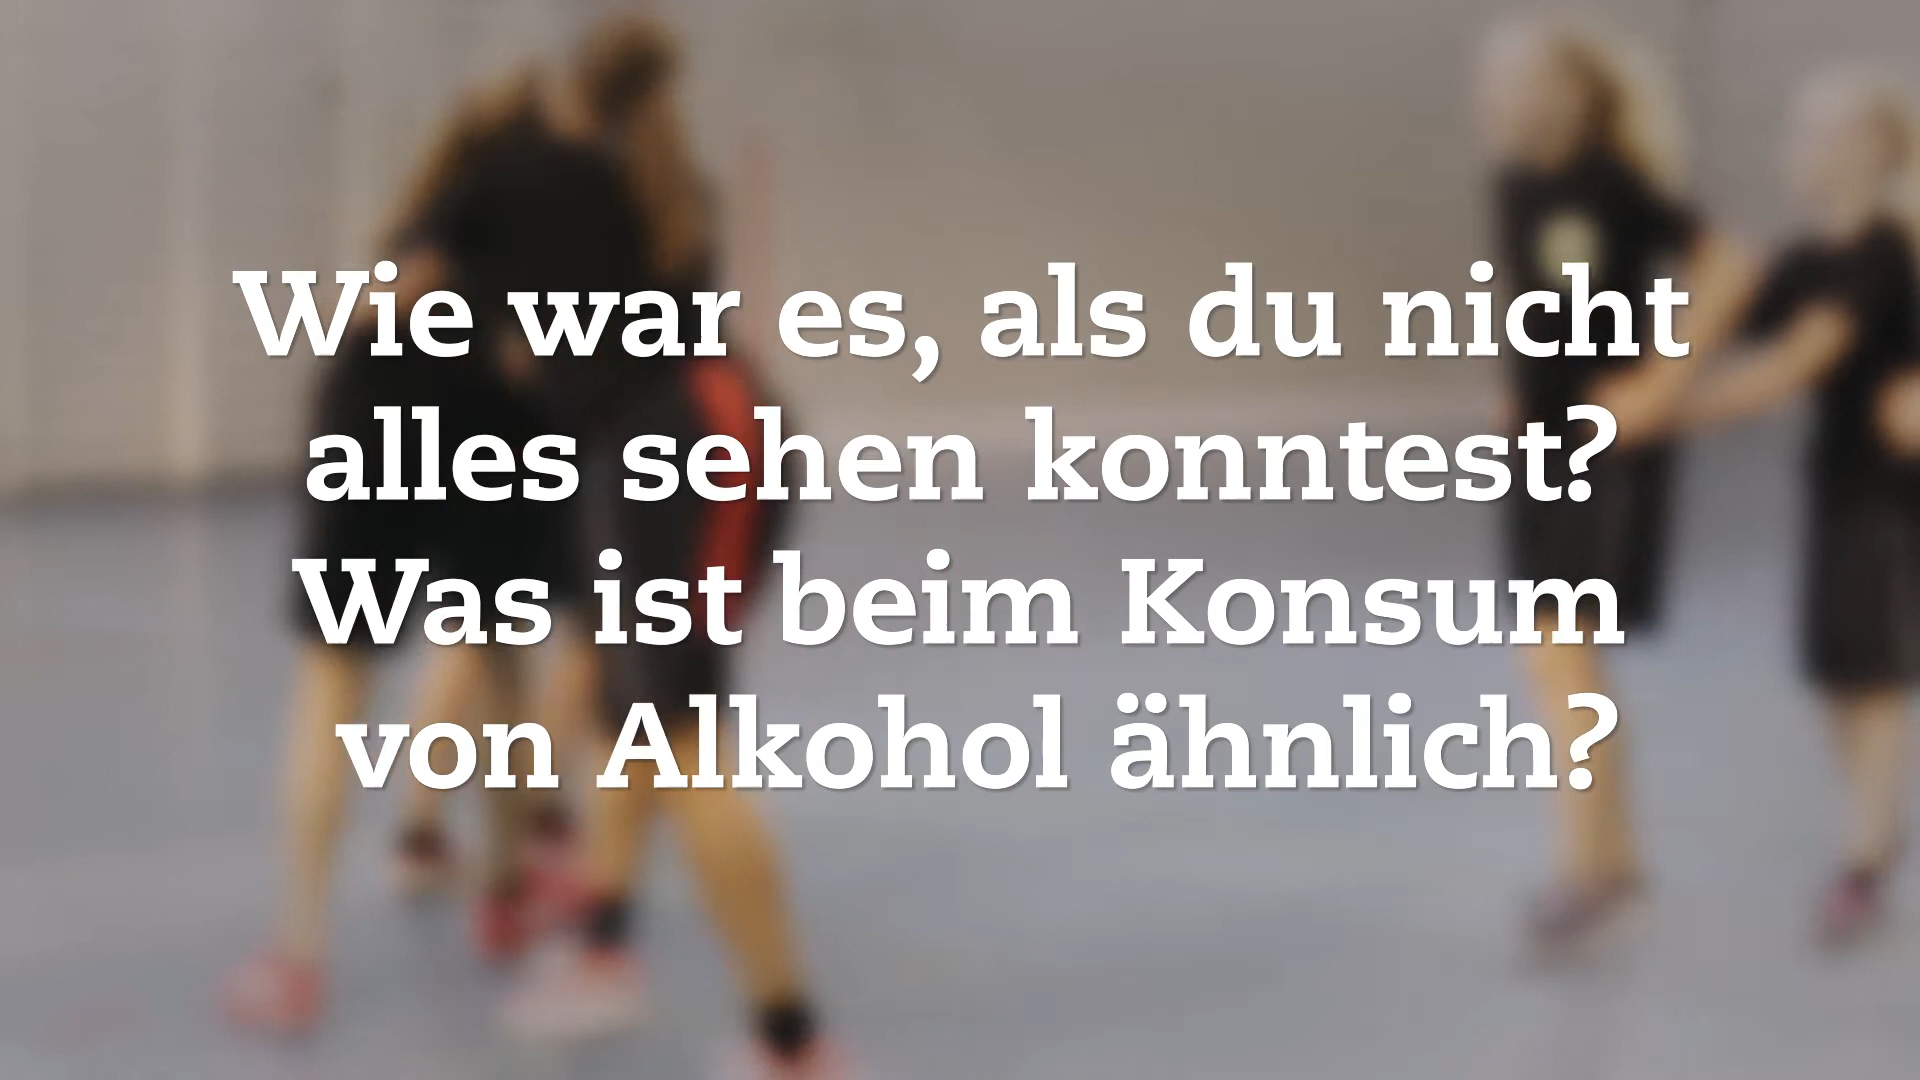 Wie war es, als du nicht
alles sehen konntest?
Was ist beim Konsum
von Alkohol ähnlich?